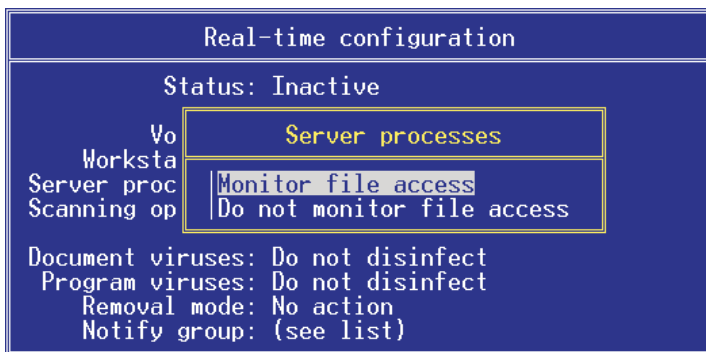 Real-time configuration
Status: Inactive
Vo
Server processes
Worksta
Server proc
Monitor file access
Scanning op
Do not monitor file access
Document viruses: Do not disinfect
Program viruses: Do not disinfect
Removal mode: No action
Notify group: (see list)